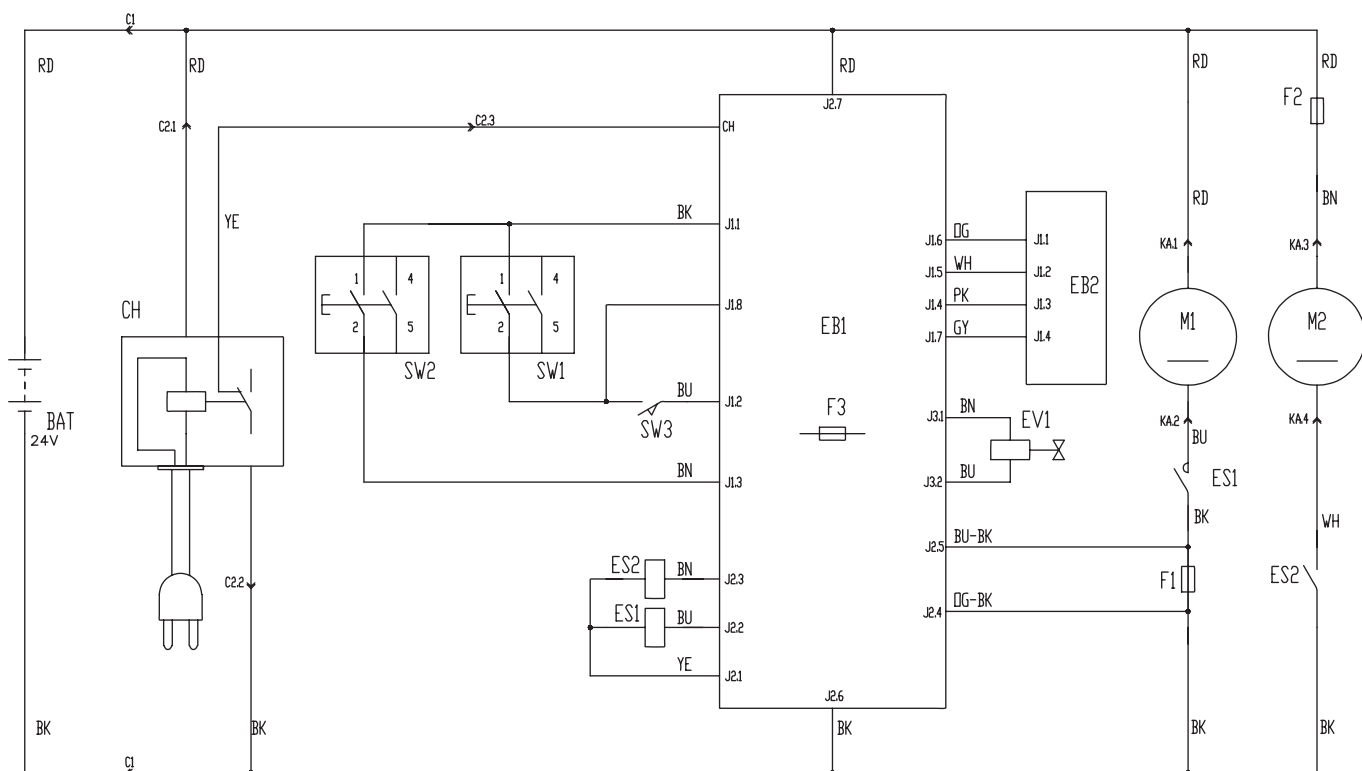 C1
RD RD RD RD RD
J2.7
F2
C2.1 C2.3 CH
YE BK J1.1 RD BN
J1.6 OG J1.1
KA.1 KA.3
1 4 1 4
J1.5 WH J1.2
EB2
CH J1.8 EB1 J1.4 PK J1.3
2 5 2 5
M1 M2
J1.7 GY J1.4
SW2 SW1
BU J1.2
BAT
24V
SW3 F3
J3.1 BN EV1
KA.2 KA.4
BU
BN J1.3 J3.2 BU ES1
BK WH
J2.5 BU-BK
ES2 BN J2.3
C2.2 F1 ES2
ES1 BU J2.2 J2.4 OG-BK
YE J2.1
J2.6
BK BK BK BK BK
C1